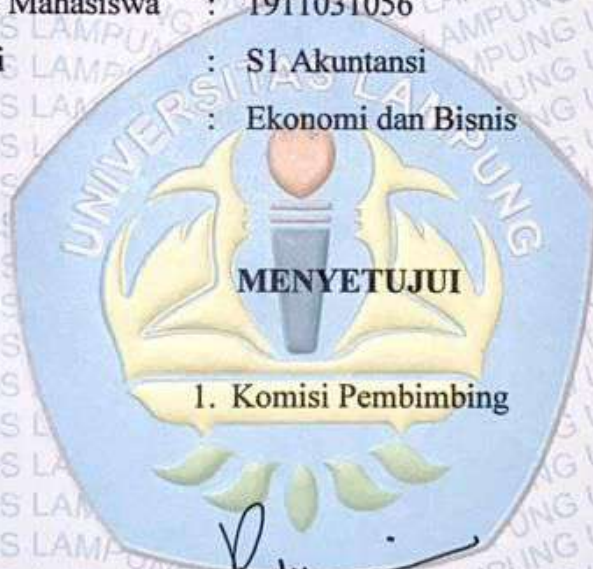 Mahasiswa : 1911031056
i : S1 Akuntansi
: Ekonomi dan Bisnis
UNIVERSITAS LAMPUNG
MENYETUJUI
1. Komisi Pembimbing